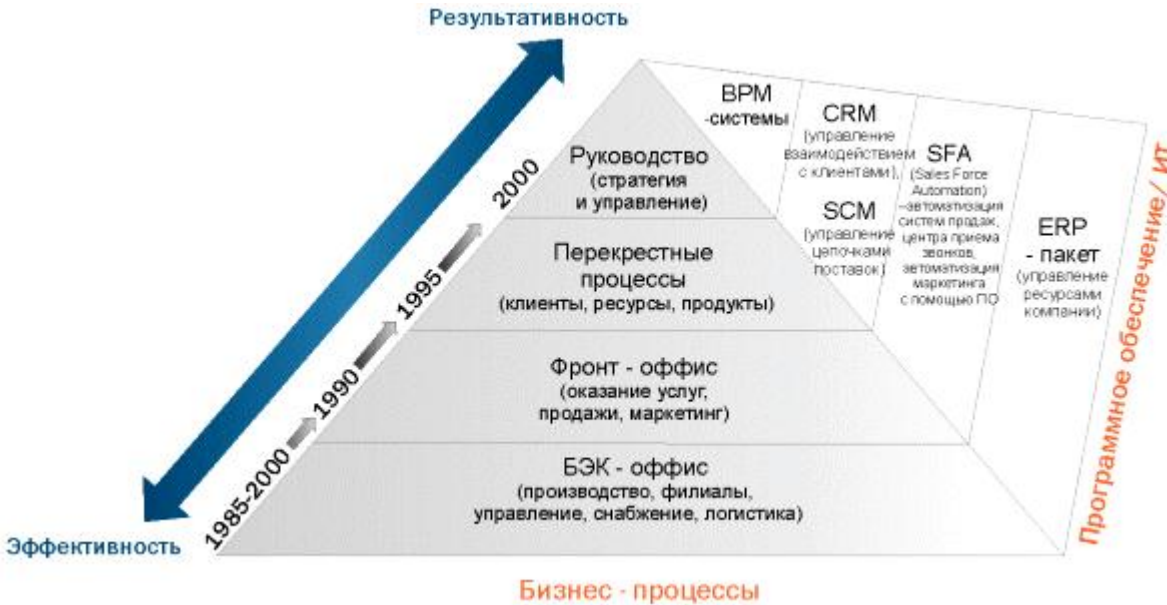 Результативность
Эффективность
1985-2000
1990
1995
2000
Руководство
(стратегия
и управление)
Перекрестные
процессы
(клиенты, ресурсы, продукты)
Фронт - оффис
(оказание услуг,
продажи, маркетинг)
БЭК - оффис
(производство, филиалы,
управление, снабжение, логистика)
BPM
-системы
CRM
(управление
взаимодействием
с клиентами),
SCM
(управление
цепочками
поставок)
SFA
(Sales Force
Automation)
–автоматизация
систем продаж,
центра приема
звонков,
автоматизация
маркетинга
с помощью ПО
ERP
- пакет
(управление
ресурсами
компании)
Программное обеспечение/ ИТ
Бизнес - процессы